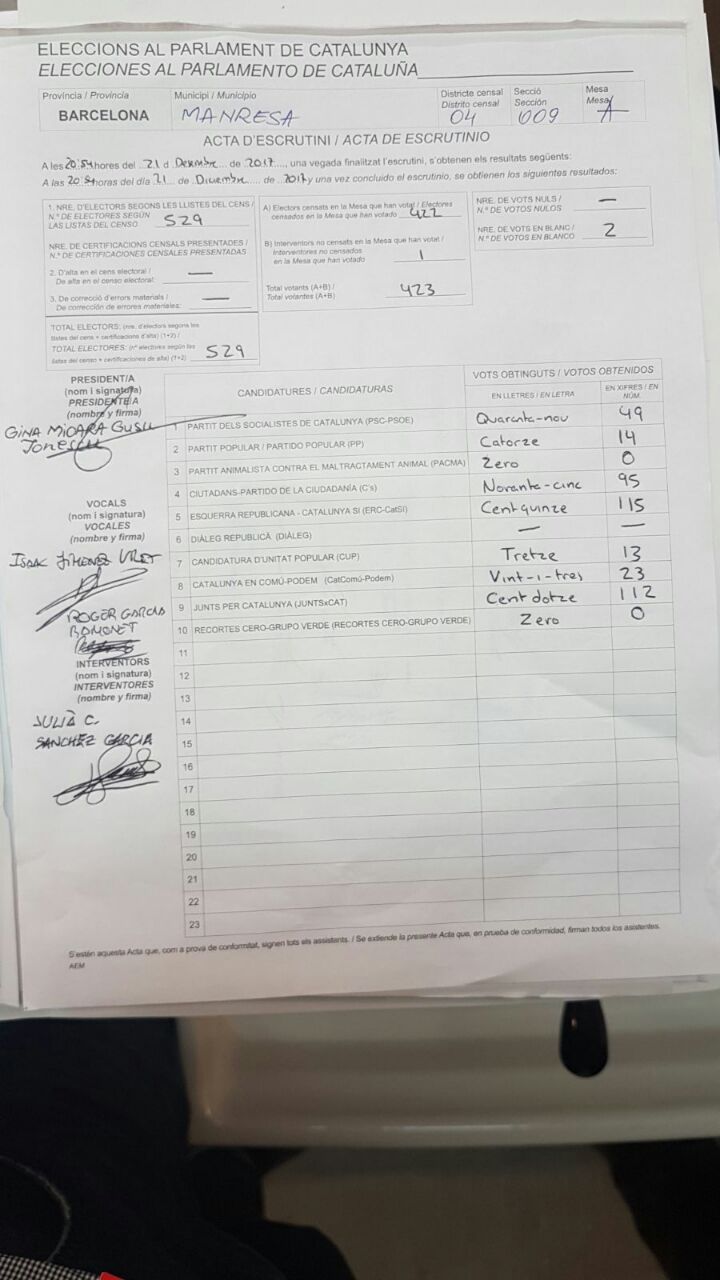 ELECCIONS AL PARLAMENT DE CATALUNYA
ELECCIONES AL PARLAMENTO DE CATALUÑA
Província / Provincia
BARCELONA
Municipi / Municipio
MANRESA
Districte censal
Distrito censal
04
Secció
Sección
009
Mesa
Mesa
A
ACTA D'ESCRUTINI / ACTA DE ESCRUTINIO
A les 20:54 hores del 21 d Desembre de 2017, una vegada finalitzat l'escrutini, s'obtenen els resultats següents:
A las 20:54 horas del día 21 de Diciembre de 2017 y una vez concluido el escrutinio, se obtienen los siguientes resultados:
1. NRE. D'ELECTORS SEGONS LES LLISTES DEL CENS /
N.º DE ELECTORES SEGÚN
LAS LISTAS DEL CENSO 529
NRE. DE CERTIFICACIONS CENSALS PRESENTADES /
N.º DE CERTIFICACIONES CENSALES PRESENTADAS
2. D'alta en el cens electoral / —
De alta en el censo electoral:
3. De correcció d'errors materials / —
De corrección de errores materiales:
TOTAL ELECTORS: (nre. d'electors segons les
llistes del cens + certificacions d'alta) (1+2) /
TOTAL ELECTORES: (nº electores según las
listas del censo + certificaciones de alta) (1+2) 529
A) Electors censats en la Mesa que han votat / Electores
censados en la Mesa que han votado 422
B) Interventors no censats en la Mesa que han votat /
Interventores no censados
en la Mesa que han votado 1
Total votants (A+B) /
Total votantes (A+B) 423
NRE. DE VOTS NULS /
N.º DE VOTOS NULOS —
NRE. DE VOTS EN BLANC /
N.º DE VOTOS EN BLANCO 2
PRESIDENT/A
(nom i signatura)
PRESIDENTE/A
(nombre y firma)
GINA MIOARA GUSU
Jonescu
VOCALS
(nom i signatura)
VOCALES
(nombre y firma)
ISAC JIMENEZ
ROGER GARCIA
INTERVENTORS
(nom i signatura)
INTERVENTORES
(nombre y firma)
JULIÀ C.
SANCHEZ GARCIA
CANDIDATURES / CANDIDATURAS
VOTS OBTINGUTS / VOTOS OBTENIDOS
EN LLETRES / EN LETRA
EN XIFRES / EN NÚM.
1 PARTIT DELS SOCIALISTES DE CATALUNYA (PSC-PSOE) Quaranta-nou 49
2 PARTIT POPULAR / PARTIDO POPULAR (PP) Catorze 14
3 PARTIT ANIMALISTA CONTRA EL MALTRACTAMENT ANIMAL (PACMA) Zero 0
4 CIUTADANS-PARTIDO DE LA CIUDADANÍA (C's) Noranta-cinc 95
5 ESQUERRA REPUBLICANA - CATALUNYA SI (ERC-CatSI) Cent quinze 115
6 DIÀLEG REPUBLICÀ (DIÀLEG) — —
7 CANDIDATURA D'UNITAT POPULAR (CUP) Tretze 13
8 CATALUNYA EN COMÚ-PODEM (CatComú-Podem) Vint-i-tres 23
9 JUNTS PER CATALUNYA (JUNTSxCAT) Cent dotze 112
10 RECORTES CERO-GRUPO VERDE (RECORTES CERO-GRUPO VERDE) Zero 0
11
12
13
14
15
16
17
18
19
20
21
22
23
S'estén aquesta Acta que, com a prova de conformitat, signen tots els assistants. / Se extiende la presente Acta que, en prueba de conformidad, firman todos los asistentes.
AEM